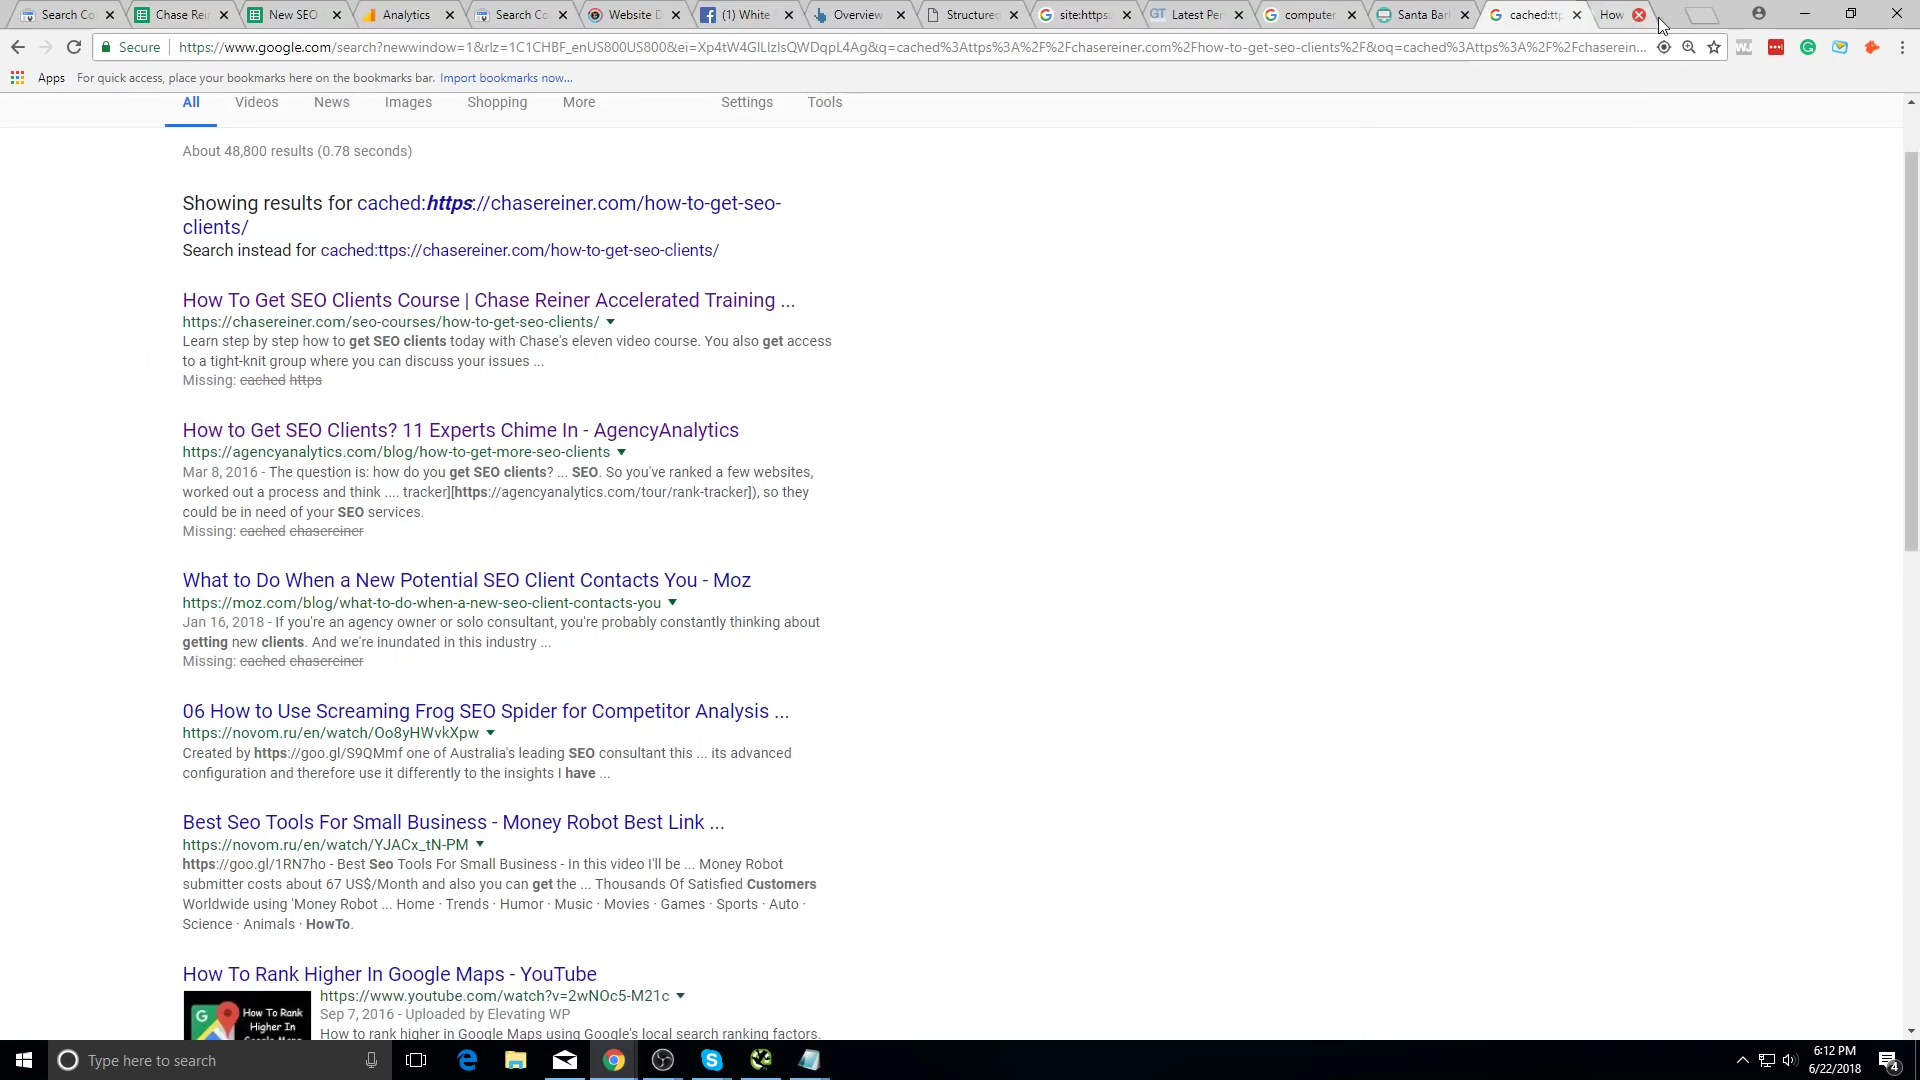 Search Co
Chase Rein
New SEO
Analytics
Search Co
Website D
(1) White
Overview
Structured
site:https
Latest Per
computer
Santa Bar
cached:ttp
How
Secure
https://www.google.com/search?newwindow=1&rlz=1C1CHBF_enUS800US800&ei=Xp4tW4GlLIzIsQWDqpL4Ag&q=cached%3Attps%3A%2F%2Fchasereiner.com%2Fhow-to-get-seo-clients%2F&oq=cached%3Attps%3A%2F%2Fchaserein...
Apps
For quick access, place your bookmarks here on the bookmarks bar. Import bookmarks now...
All Videos News Images Shopping More Settings Tools
About 48,800 results (0.78 seconds)
Showing results for cached:https://chasereiner.com/how-to-get-seo-
clients/
Search instead for cached:ttps://chasereiner.com/how-to-get-seo-clients/
How To Get SEO Clients Course | Chase Reiner Accelerated Training ...
https://chasereiner.com/seo-courses/how-to-get-seo-clients/
Learn step by step how to get SEO clients today with Chase's eleven video course. You also get access
to a tight-knit group where you can discuss your issues ...
Missing: cached https
How to Get SEO Clients? 11 Experts Chime In - AgencyAnalytics
https://agencyanalytics.com/blog/how-to-get-more-seo-clients
Mar 8, 2016 - The question is: how do you get SEO clients? ... SEO. So you've ranked a few websites,
worked out a process and think .... tracker][https://agencyanalytics.com/tour/rank-tracker]), so they
could be in need of your SEO services.
Missing: cached chasereiner
What to Do When a New Potential SEO Client Contacts You - Moz
https://moz.com/blog/what-to-do-when-a-new-seo-client-contacts-you
Jan 16, 2018 - If you're an agency owner or solo consultant, you're probably constantly thinking about
getting new clients. And we're inundated in this industry ...
Missing: cached chasereiner
06 How to Use Screaming Frog SEO Spider for Competitor Analysis ...
https://novom.ru/en/watch/Oo8yHWvkXpw
Created by https://goo.gl/S9QMmf one of Australia's leading SEO consultant this ... its advanced
configuration and therefore use it differently to the insights I have ...
Best Seo Tools For Small Business - Money Robot Best Link ...
https://novom.ru/en/watch/YJACx_tN-PM
https://goo.gl/1RN7ho - Best Seo Tools For Small Business - In this video I'll be ... Money Robot
submitter costs about 67 US$/Month and also you can get the ... Thousands Of Satisfied Customers
Worldwide using 'Money Robot ... Home · Trends · Humor · Music · Movies · Games · Sports · Auto ·
Science · Animals · HowTo.
How To Rank Higher In Google Maps - YouTube
How To Rank
Higher In
https://www.youtube.com/watch?v=2wNOc5-M21c
Sep 7, 2016 - Uploaded by Elevating WP
How to rank higher in Google Maps using Google's local search ranking factors.
Type here to search
6:12 PM
6/22/2018
4